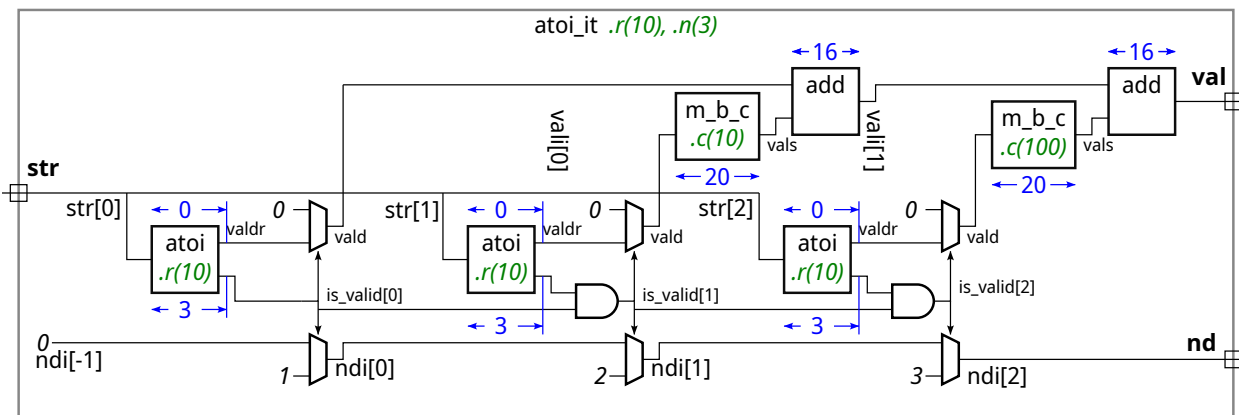 atoi_it .r(10), .n(3)
16
16
val
add
add
m_b_c
.c(10)
m_b_c
.c(100)
vali[0]
vals
vali[1]
vals
str
20
20
str[0]
0
0
str[1]
0
0
str[2]
0
0
valdr
vald
valdr
vald
valdr
vald
atoi
.r(10)
atoi
.r(10)
atoi
.r(10)
is_valid[0]
is_valid[1]
is_valid[2]
3
3
3
0
ndi[-1]
1
ndi[0]
2
ndi[1]
3
ndi[2]
nd